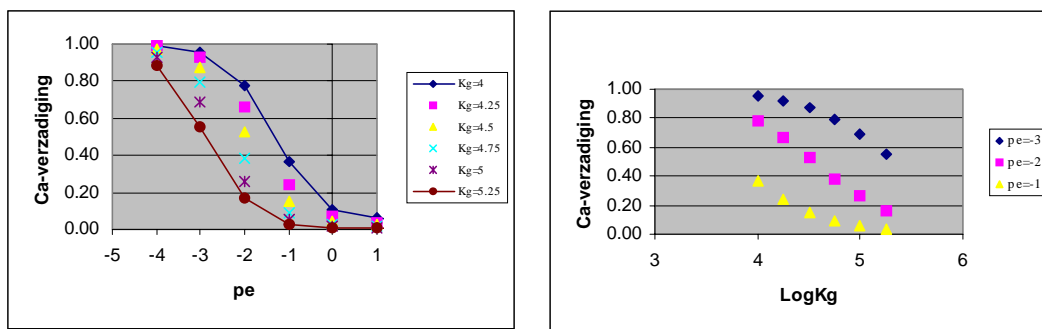 1.00
0.80
0.60
0.40
0.20
0.00
Ca-verzadiging
-5 -4 -3 -2 -1 0 1
pe
Kg=4
Kg=4.25
Kg=4.5
Kg=4.75
Kg=5
Kg=5.25
1.00
0.80
0.60
0.40
0.20
0.00
Ca-verzadiging
3 4 5 6
LogKg
pe=-3
pe=-2
pe=-1